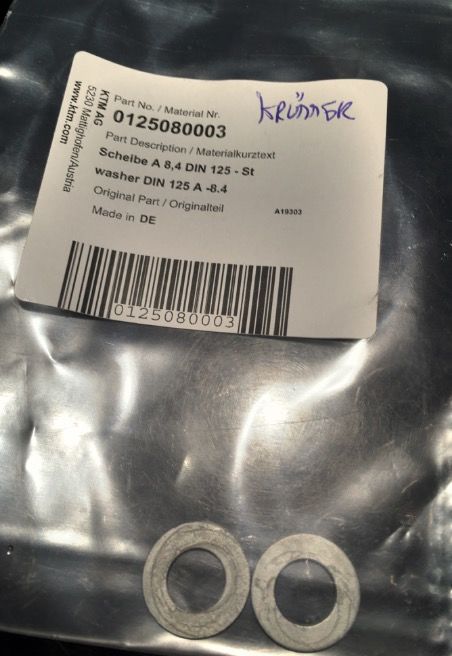 KTM AG
5230 Mattighofen/Austria
www.ktm.com
Part No. / Material Nr.
0125080003
Part Description / Materialkurztext
Scheibe A 8,4 DIN 125 - St
washer DIN 125 A -8.4
Original Part / Originalteil
A19303
Made in DE
0125080003